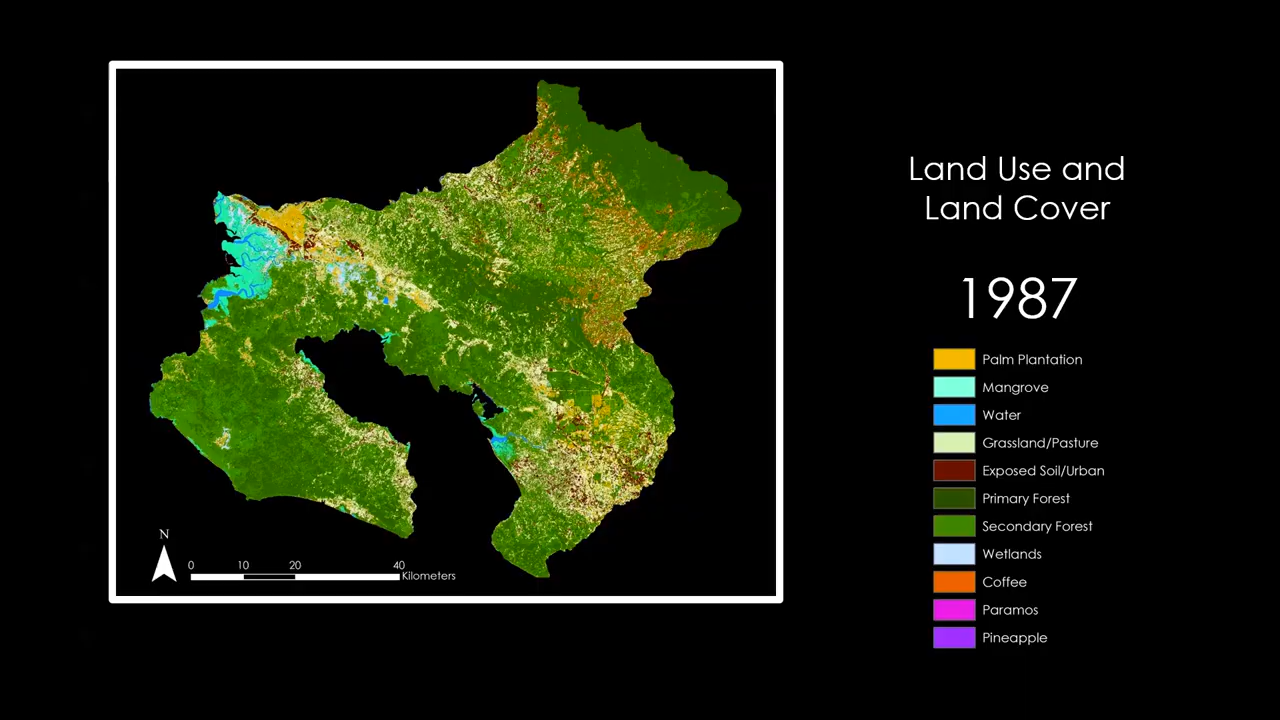 Land Use and
Land Cover
1987
Palm Plantation
Mangrove
Water
Grassland/Pasture
Exposed Soil/Urban
Primary Forest
Secondary Forest
Wetlands
Coffee
Paramos
Pineapple
N
0 10 20 40
Kilometers